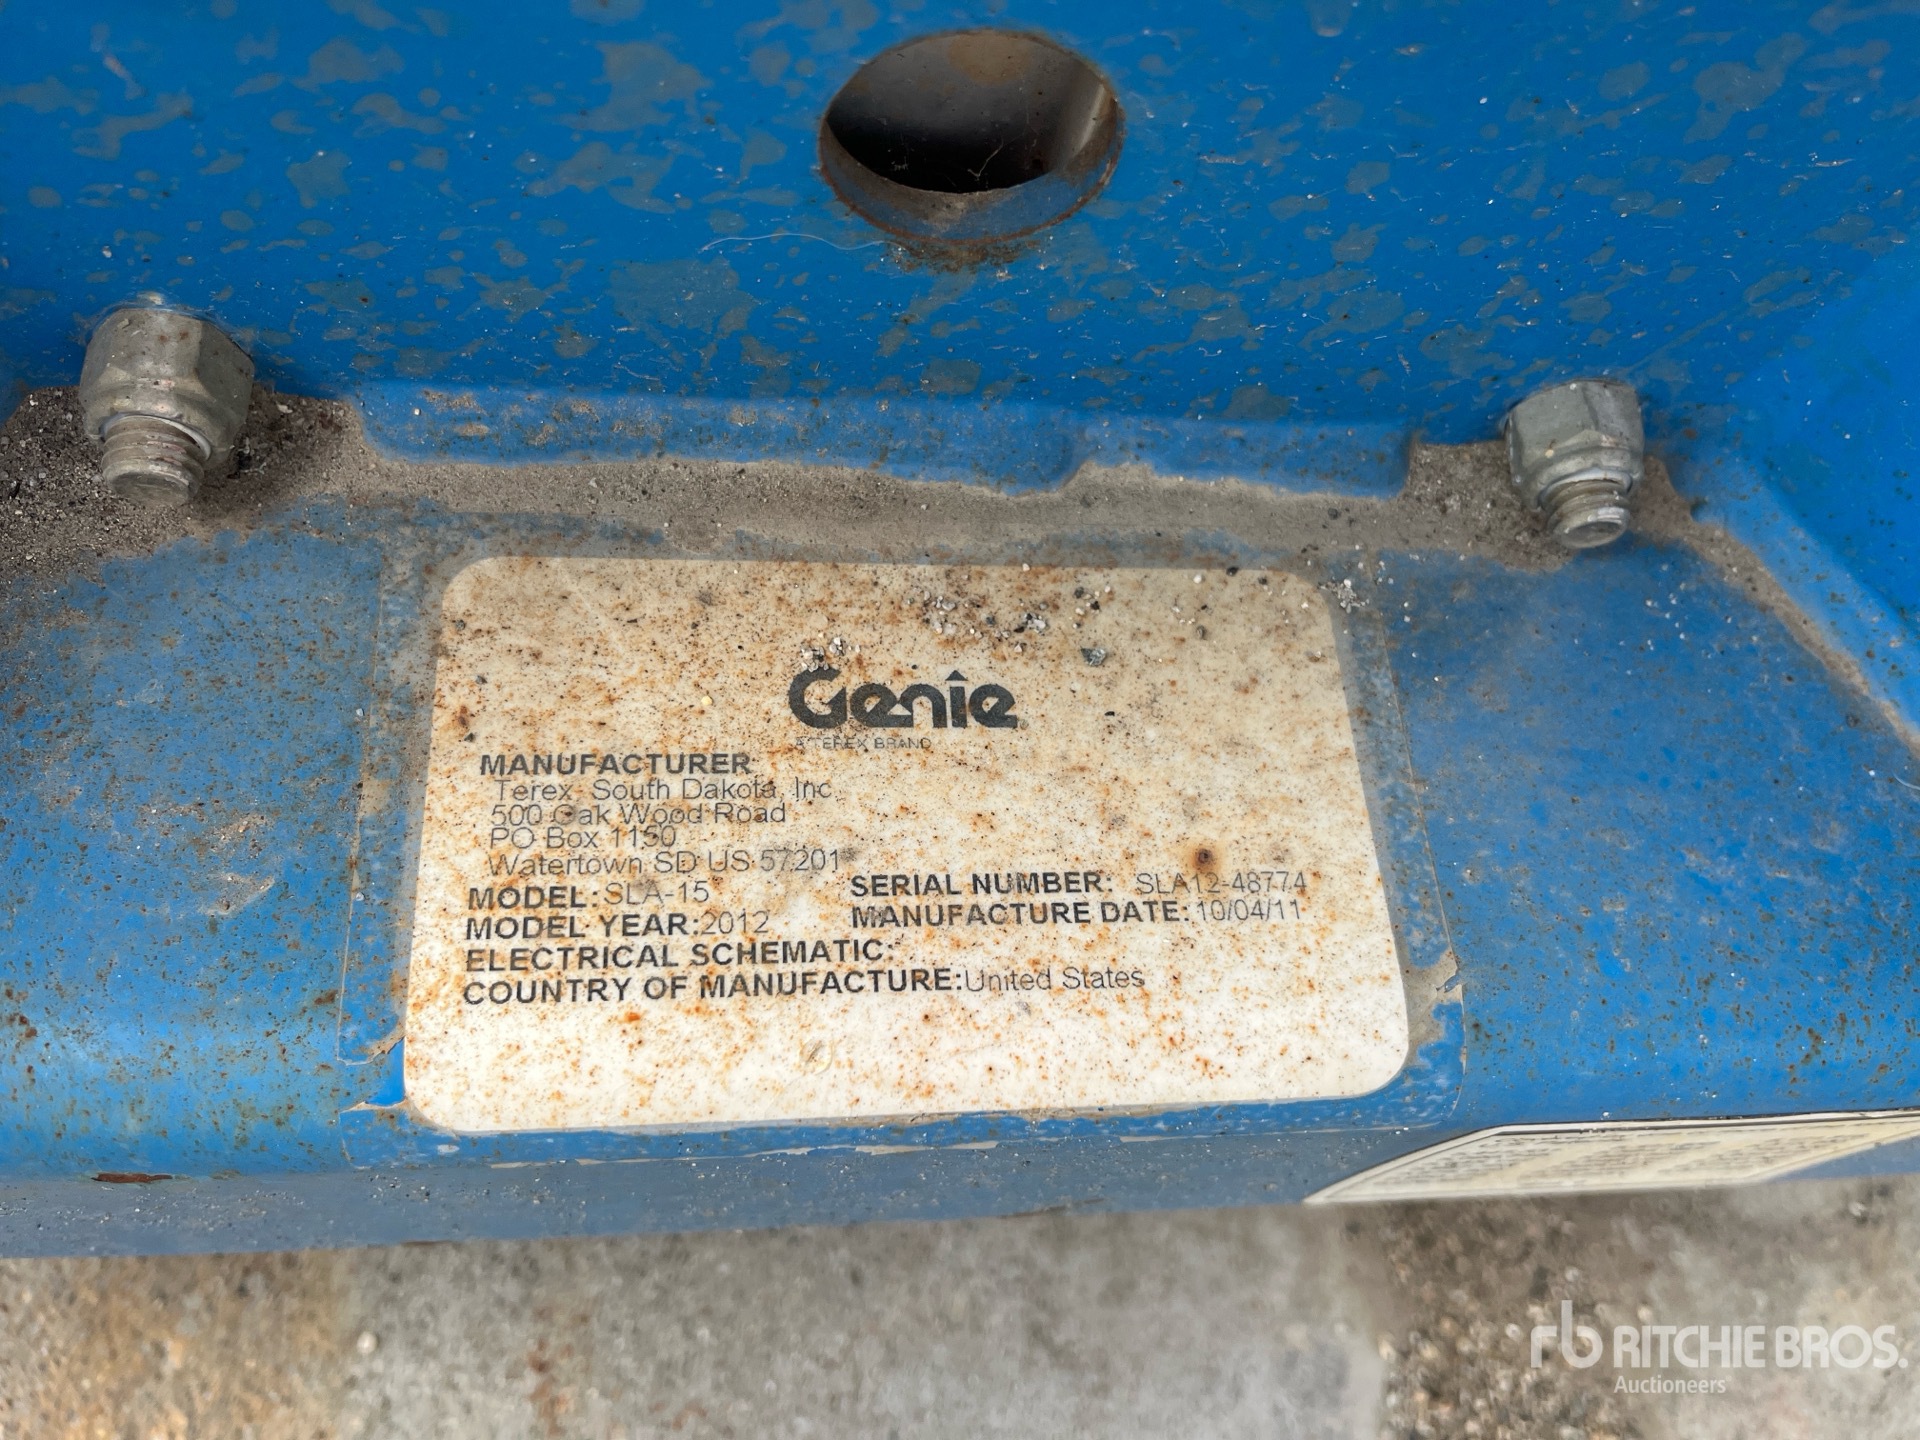 Genie
A TEREX BRAND
MANUFACTURER
Terex South Dakota, Inc
500 Oak Wood Road
PO Box 1150
Watertown SD US 57201
MODEL: SLA-15
SERIAL NUMBER: SLA12-48774
MODEL YEAR: 2012
MANUFACTURE DATE: 10/04/11
ELECTRICAL SCHEMATIC:
COUNTRY OF MANUFACTURE: United States
rb RITCHIE BROS.
Auctioneers